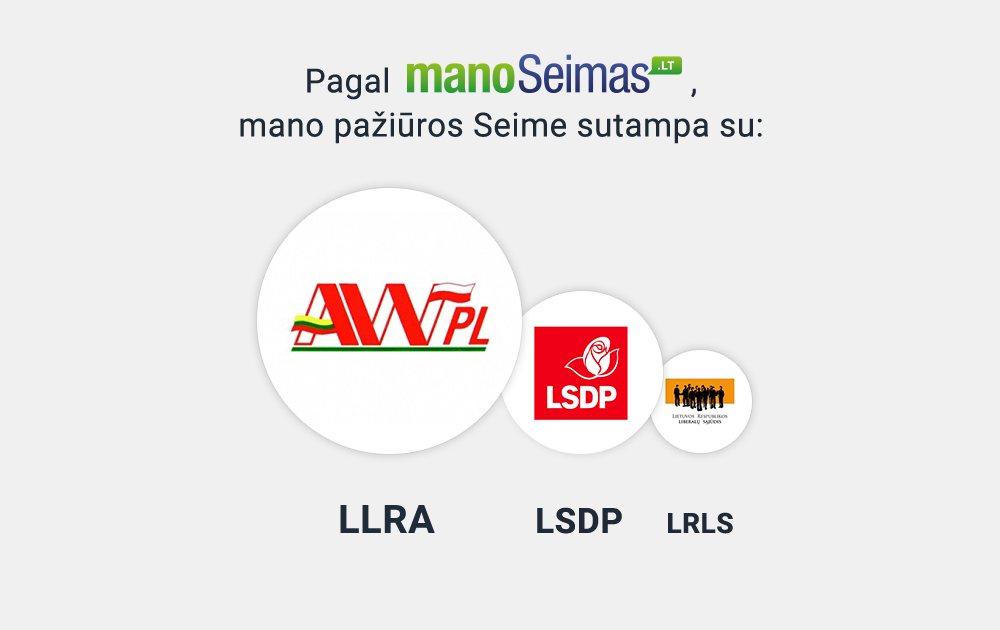 Pagal manoSeimas.LT ,
mano pažiūros Seime sutampa su:
AWPL
LSDP
LIETUVOS RESPUBLIKOS
LIBERALŲ SĄJŪDIS
LLRA
LSDP
LRLS